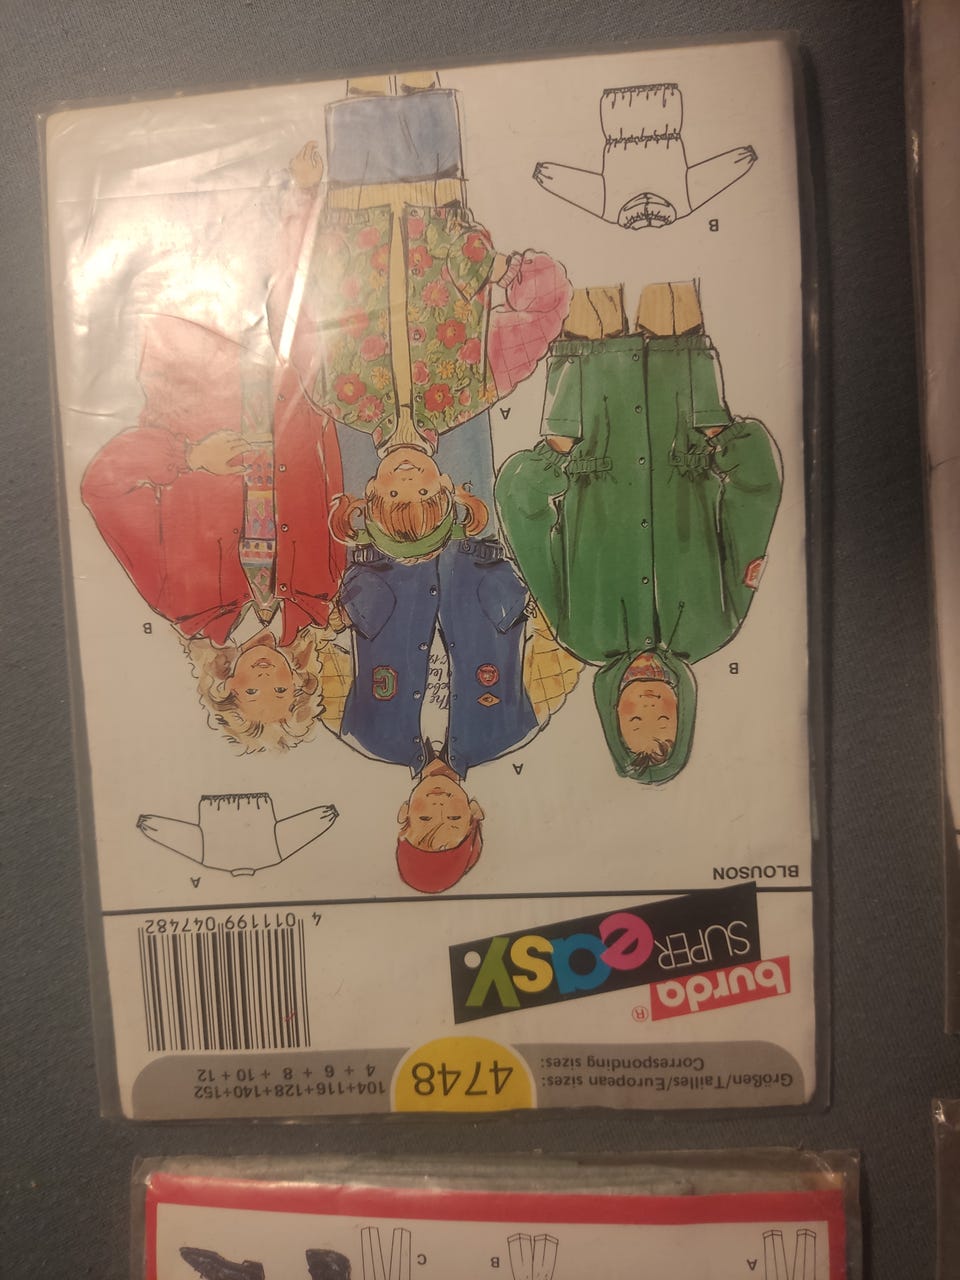 Größen/Tailles/European sizes: 104+116+128+140+152
Corresponding sizes: 4 + 6 + 8 + 10 + 12
4748
burda®
SUPER easy.
4 011199 047482
BLOUSON
A
A
B
B
G
The
A
B
A
B
C